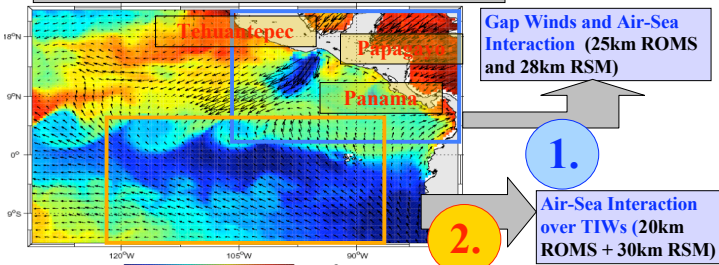 Gap Winds and Air-Sea
Interaction (25km ROMS
and 28km RSM)
18°N
Tehuantepec
Papagayo
9°N
Panama
1.
0°
Air-Sea Interaction
over TIWs (20km
ROMS + 30km RSM)
9°S
2.
120°W
105°W
90°W